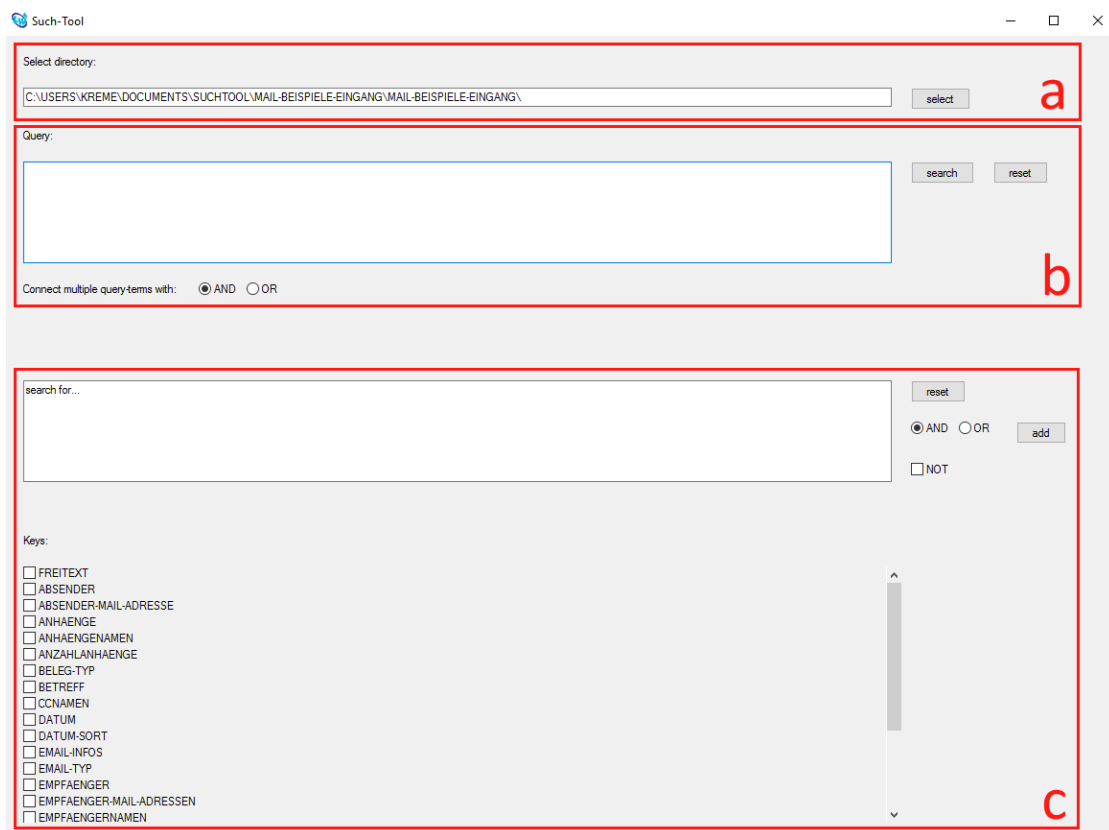 Such-Tool
Select directory:
C:\USERS\KREME\DOCUMENTS\SUCHTOOL\MAIL-BEISPIELE-EINGANG\MAIL-BEISPIELE-EINGANG\
select
a
Query:
search reset
b
Connect multiple query-terms with: AND OR
search for...
reset
AND OR add
NOT
Keys:
FREITEXT
ABSENDER
ABSENDER-MAIL-ADRESSE
ANHAENGE
ANHAENGENAMEN
ANZAHLANHAENGE
BELEG-TYP
BETREFF
CCNAMEN
DATUM
DATUM-SORT
EMAIL-INFOS
EMAIL-TYP
EMPFAENGER
EMPFAENGER-MAIL-ADRESSEN
EMPFAENGERNAMEN
c